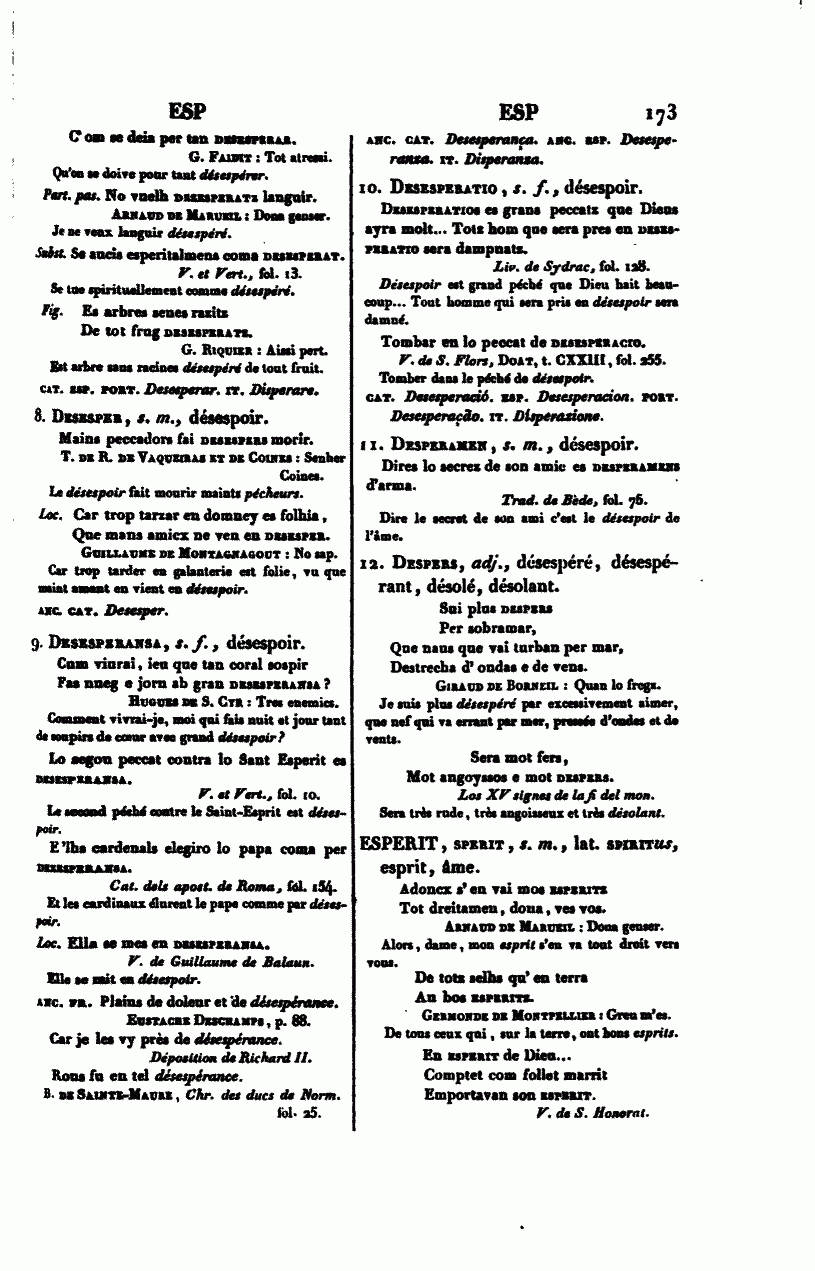 ESP
C'om se deia per tan DESESPERAR.
G. FAIDIT : Tot atressi.
Qu'on se doive pour tant désespérer.
Part. pas. No vuelh DESESPERATZ languir.
ARNAUD DE MARUEIL : Dona genser.
Je ne veux languir désespéré.
Subst. Se aucis esperitalmens coma DESESPERAT.
V. et Vert., fol. 13.
Se tue spirituellement comme désespéré.
Fig. Es arbres senes razitz
De tot frug DESESPERATZ.
G. RIQUIER : Aissi pert.
Est arbre sans racines désespéré de tout fruit.
CAT. ESP. PORT. Desesperar. IT. Disperare.
8. DESESPER, s. m., désespoir.
Mains peccadors fai DESESPERS morir.
T. DE R. DE VAQUEIRAS ET DE COINES : Senher
Coines.
Le désespoir fait mourir maints pécheurs.
Loc. Car trop tarzar en domney es folhia,
Que mans amicx ne ven en DESESPER.
GUILLAUME DE MONTAGNAGOUT : No sap.
Car trop tarder en galanterie est folie, vu que
maint amant en vient en désespoir.
ANC. CAT. Desesper.
9. DESESPERANSA, s. f., désespoir.
Cum viurai, ieu que tan coral sospir
Fas nueg e jorn ab gran DESESPERANSA?
HUGUES DE S. CYR : Tres enemics.
Comment vivrai-je, moi qui fais nuit et jour tant
de soupirs de cœur avec grand désespoir?
Lo segon peccat contra lo Sant Esperit es
DESESPERANSA.
V. et Vert., fol. 10.
Le second péché contre le Saint-Esprit est déses-
poir.
E'lhs cardenals elegiro lo papa coma per
DEZESPERANSA.
Cat. dels apost. de Roma, fol. 154.
Et les cardinaux élurent le pape comme par déses-
poir.
Loc. Ella se mes en DESESPERANSA.
V. de Guillaume de Balaun.
Elle se mit en désespoir.
ANC. FR. Plains de doleur et de désespérance.
EUSTACHE DESCHAMPS, p. 88.
Car je les vy près de désespérance.
Déposition de Richard II.
Rous fu en tel désespérance.
B. DE SAINTE-MAURE, Chr. des ducs de Norm.
fol. 25.
ESP 173
ANC. CAT. Desesperança. ANC. ESP. Desespe-
ranza. IT. Disperanza.
10. DESESPERATIO, s. f., désespoir.
DESESPERATIOS es grans peccatz que Dieus
ayra molt... Totz hom que sera pres en DESES-
PERATIO sera dampnatz.
Liv. de Sydrac, fol. 128.
Désespoir est grand péché que Dieu hait beau-
coup... Tout homme qui sera pris en désespoir sera
damné.
Tombar en lo peccat de DESESPERACIO.
V. de S. Flors, DOAT, t. CXXIII, fol. 255.
Tomber dans le péché de désespoir.
CAT. Desesperació. ESP. Desesperacion. PORT.
Desesperação. IT. Disperazione.
11. DESPERAMEN, s. m., désespoir.
Dires lo secrez de son amic es DESPERAMENS
d'arma.
Trad. de Bède, fol. 76.
Dire le secret de son ami c'est le désespoir de
l'âme.
12. DESPERS, adj., désespéré, désespé-
rant, désolé, désolant.
Sui plus DESPERS
Per sobramar,
Que naus que vai turban per mar,
Destrecha d'ondas e de vens.
GIRAUD DE BORNEIL : Quan lo fregz.
Je suis plus désespéré par excessivement aimer,
que nef qui va errant par mer, pressée d'ondes et de
vents.
Sera mot fers,
Mot angoyssos e mot DESPERS.
Los XV signes de la fi del mon.
Sera très rude, très angoisseux et très désolant.
ESPERIT, SPERIT, s. m., lat. SPIRITus,
esprit, âme.
Adoncx s'en vai mos ESPERITZ
Tot dreitamen, dona, ves vos.
ARNAUD DE MARUEIL : Dona genser.
Alors, dame, mon esprit s'en va tout droit vers
vous.
De totz selhs qu'en terra
An bos ESPERITZ.
GERMONDE DE MONTPELLIER : Greu m'es.
De tous ceux qui, sur la terre, ont bons esprits.
En ESPERIT de Dieu...
Comptet com follet marrit
Emportavan son ESPERIT.
V. de S. Honorat.